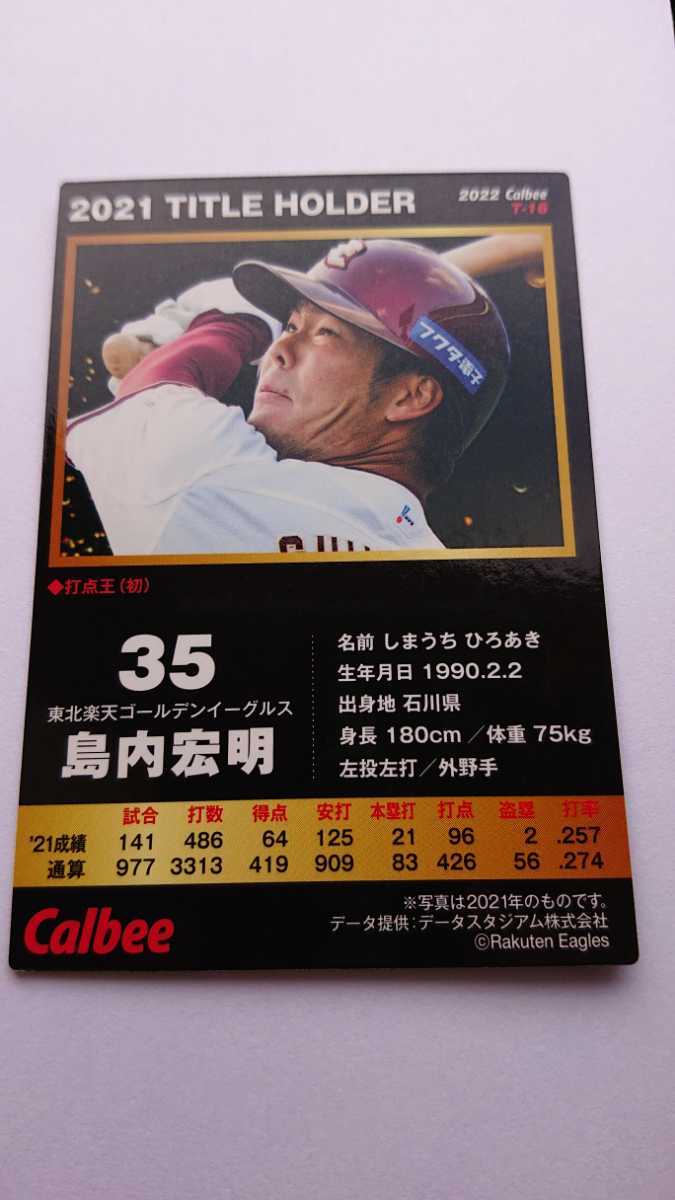 2021 TITLE HOLDER
2022 Calbee
T-16
フクダ電子
◆打点王(初)
35
東北楽天ゴールデンイーグルス
島内宏明
名前 しまうち ひろあき
生年月日 1990.2.2
出身地 石川県
身長 180cm／体重 75kg
左投左打／外野手
試合 打数 得点 安打 本塁打 打点 盗塁 打率
'21成績 141 486 64 125 21 96 2 .257
通算 977 3313 419 909 83 426 56 .274
Calbee
※写真は2021年のものです。
データ提供:データスタジアム株式会社
©Rakuten Eagles